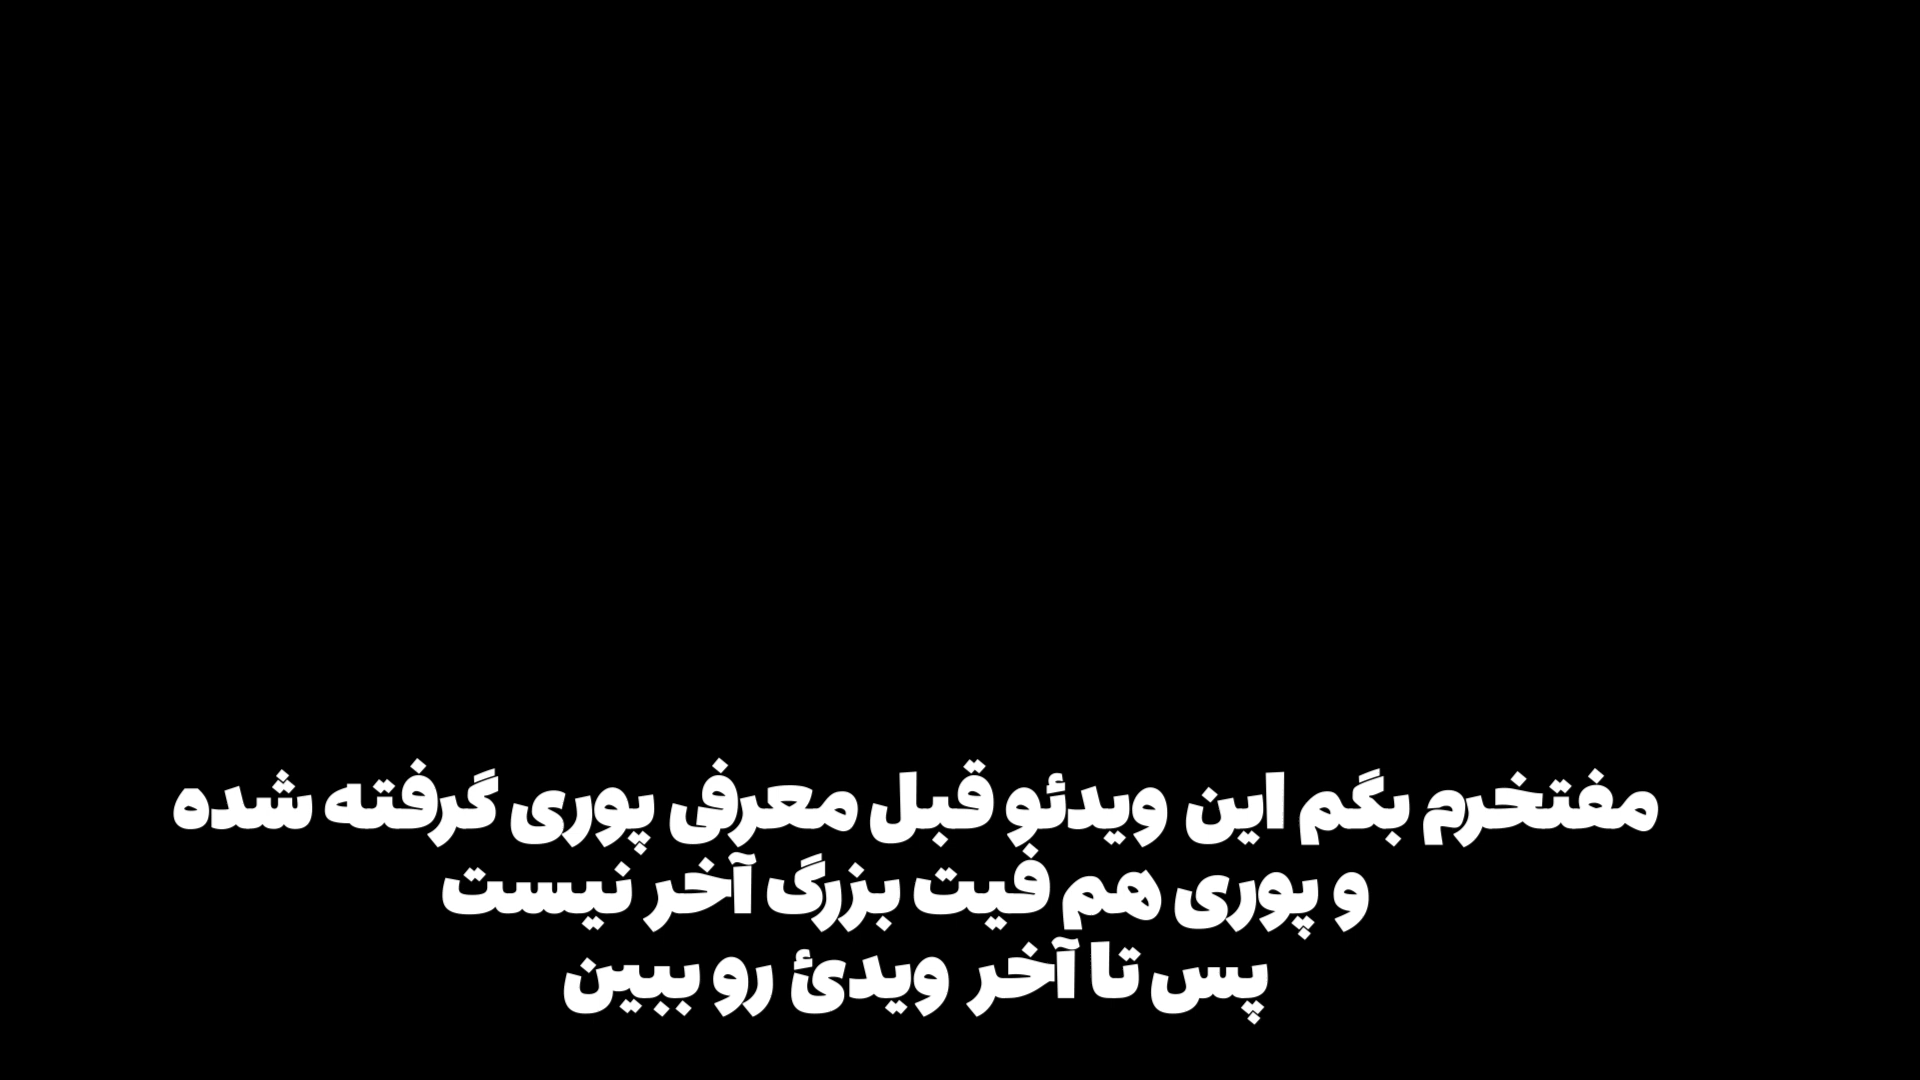 مفتخرم بگم این ویدئو قبل معرفی پوری گرفته شده
و پوری هم فیت بزرگ آخر نیست
پس تا آخر ویدئ رو ببین